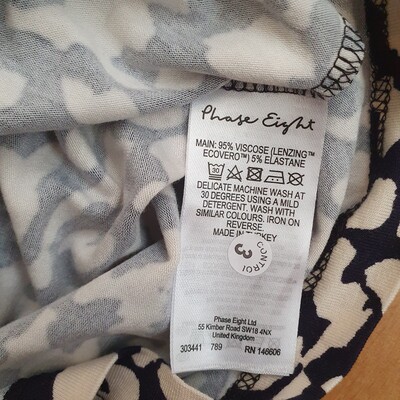 Phase Eight
MAIN: 95% VISCOSE (LENZING™
ECOVERO™) 5% ELASTANE
30
DELICATE MACHINE WASH AT
30 DEGREES USING A MILD
DETERGENT. WASH WITH
SIMILAR COLOURS. IRON ON
REVERSE.
MADE IN TURKEY
CONTROL
3
Phase Eight Ltd
55 Kimber Road SW18 4NX
United Kingdom
303441 789 RN 146606